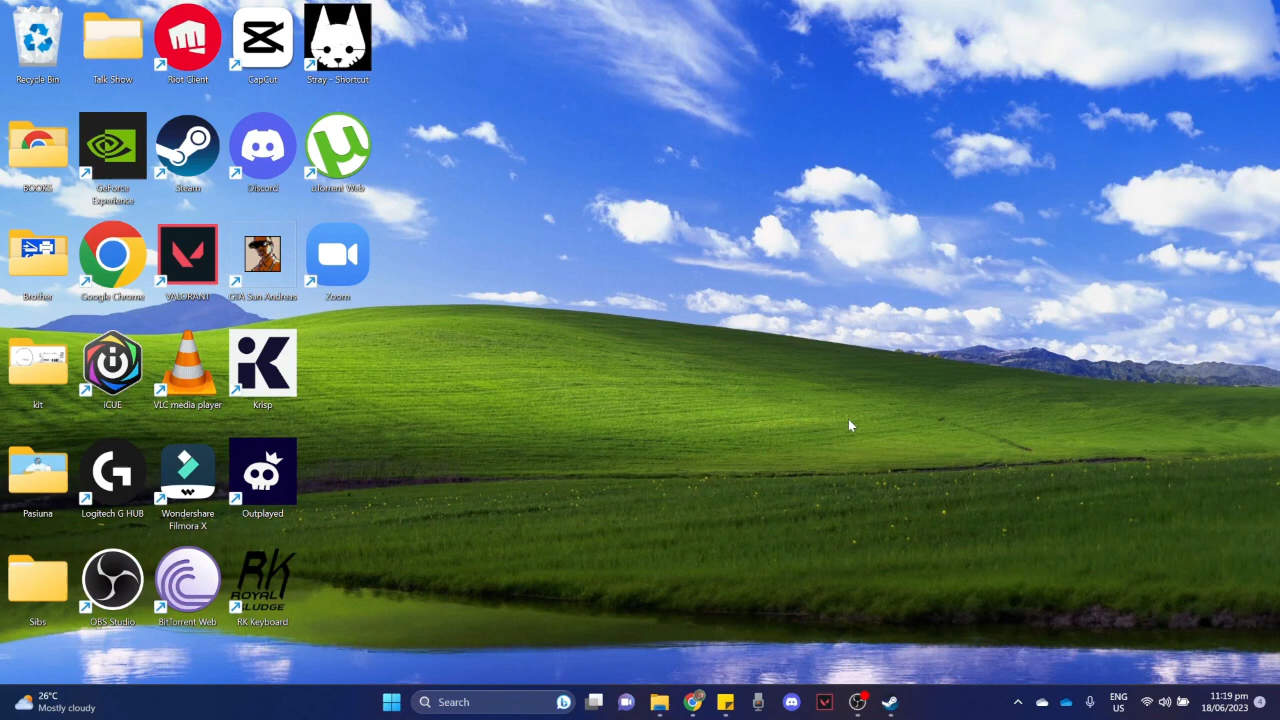 Recycle Bin
Talk Show
Riot Client
CapCut
Stray - Shortcut
BOOKS
GeForce
Experience
Steam
Discord
uTorrent Web
Brother
Google Chrome
VALORANT
GTA San Andreas
Zoom
kit
iCUE
VLC media player
Krisp
Pasiuna
Logitech G HUB
Wondershare
Filmora X
Outplayed
Sibs
OBS Studio
BitTorrent Web
RK
ROYAL
KLUDGE
RK Keyboard
26°C
Mostly cloudy
Search
ENG
US
11:19 pm
18/06/2023
4